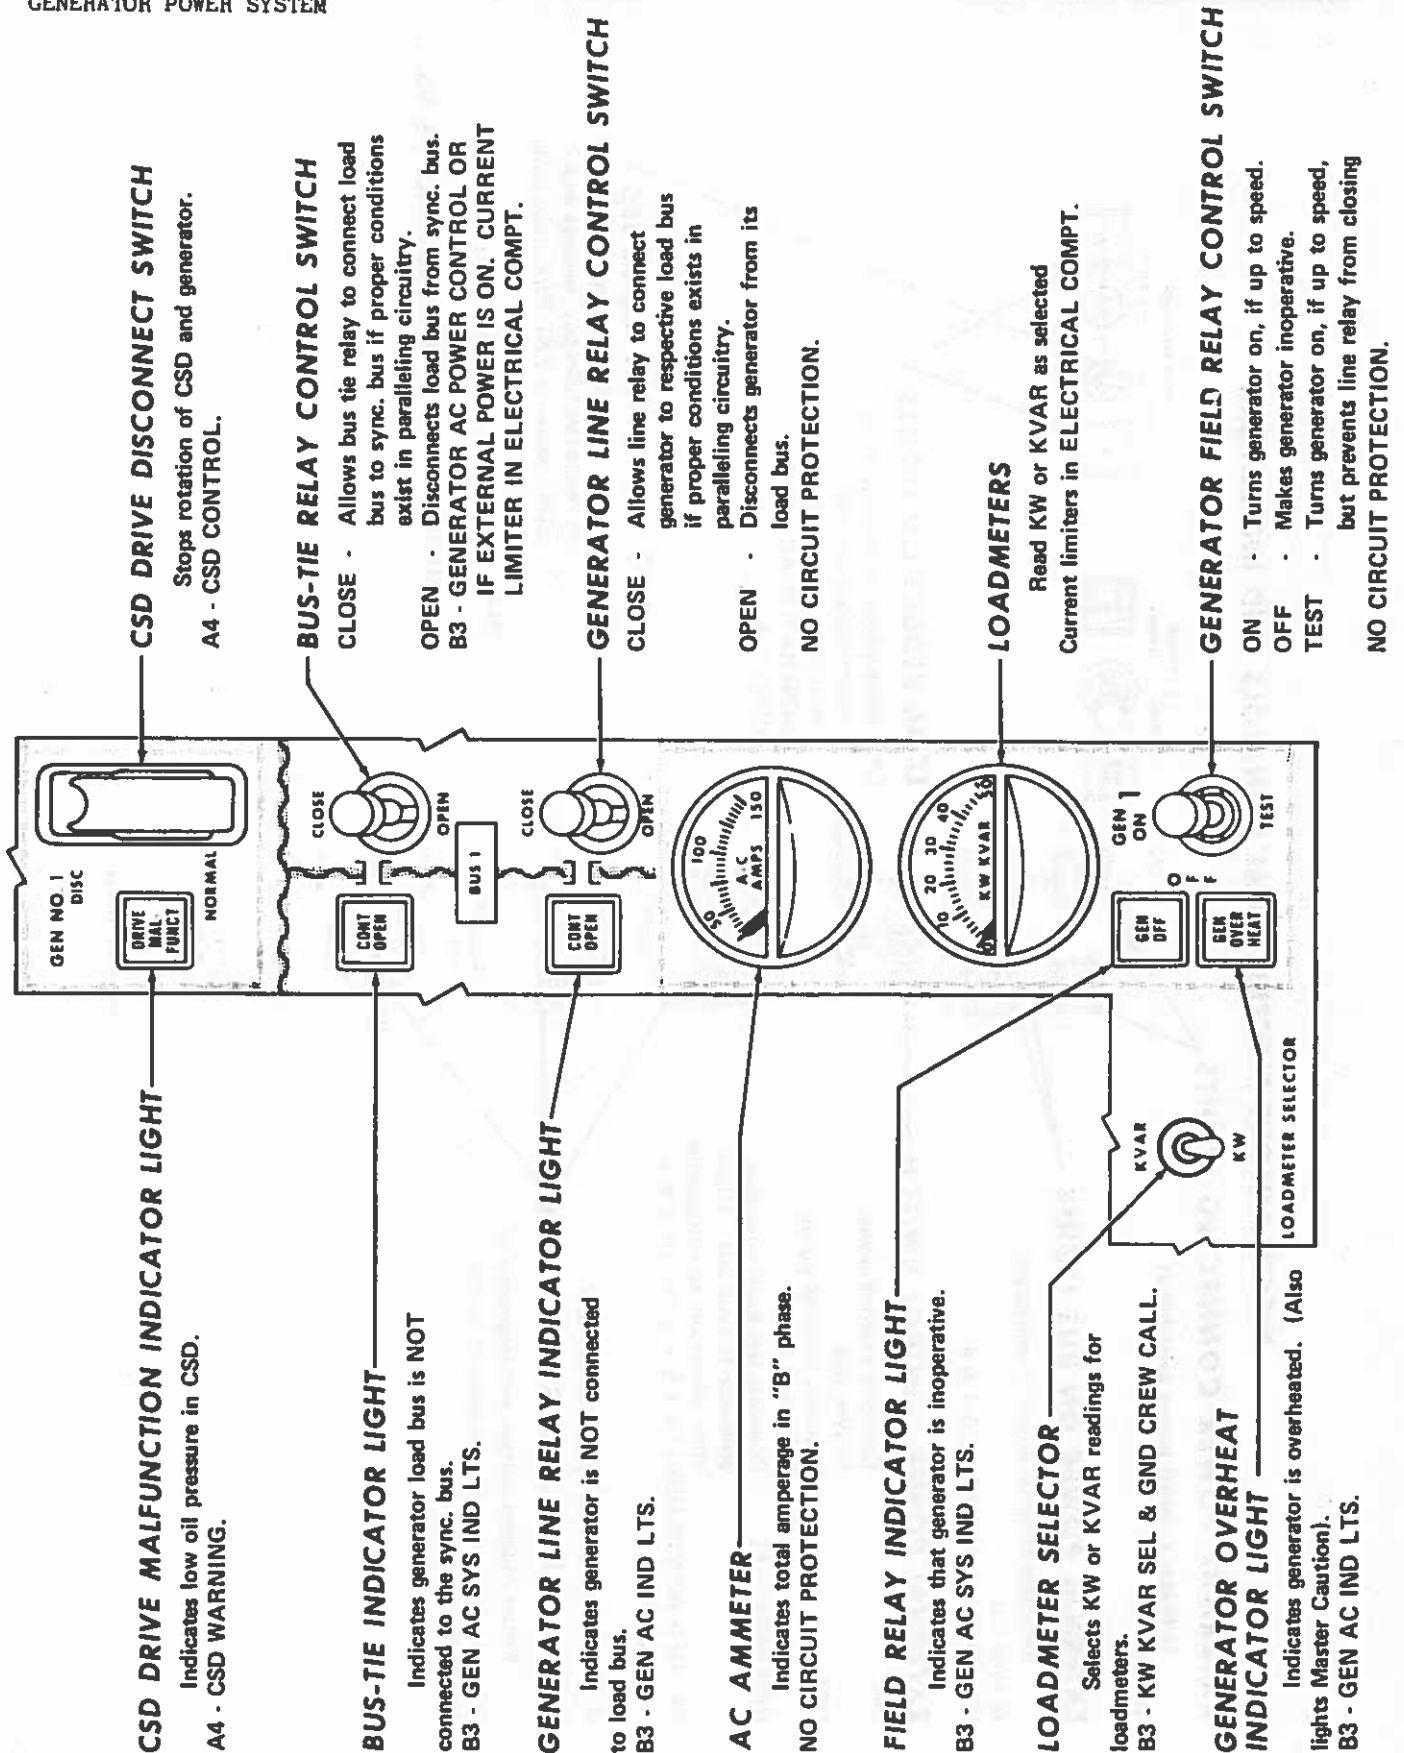 GENERATOR POWER SYSTEM
CSD DRIVE MALFUNCTION INDICATOR LIGHT
Indicates low oil pressure in CSD.
A4 - CSD WARNING.
BUS-TIE INDICATOR LIGHT
Indicates generator load bus is NOT
connected to the sync. bus.
B3 - GEN AC SYS IND LTS.
GENERATOR LINE RELAY INDICATOR LIGHT
Indicates generator is NOT connected
to load bus.
B3 - GEN AC IND LTS.
AC AMMETER
Indicates total amperage in "B" phase.
NO CIRCUIT PROTECTION.
FIELD RELAY INDICATOR LIGHT
Indicates that generator is inoperative.
B3 - GEN AC SYS IND LTS.
LOADMETER SELECTOR
Selects KW or KVAR readings for
loadmeters.
B3 - KW KVAR SEL & GND CREW CALL.
GENERATOR OVERHEAT
INDICATOR LIGHT
Indicates generator is overheated. (Also
lights Master Caution).
B3 - GEN AC IND LTS.
GEN NO. 1
DISC
DRIVE
MAL-
FUNCT
NORMAL
CONT
OPEN
CLOSE
OPEN
BUS 1
CONT
OPEN
CLOSE
OPEN
50
100
150
A-C
AMPS
0
10
20
30
40
50
KW KVAR
GEN
OFF
GEN 1
ON
OFF
TEST
GEN
OVER
HEAT
KVAR
KW
LOADMETER SELECTOR
CSD DRIVE DISCONNECT SWITCH
Stops rotation of CSD and generator.
A4 - CSD CONTROL.
BUS-TIE RELAY CONTROL SWITCH
CLOSE - Allows bus tie relay to connect load
bus to sync. bus if proper conditions
exist in paralleling circuitry.
OPEN - Disconnects load bus from sync. bus.
B3 - GENERATOR AC POWER CONTROL OR
IF EXTERNAL POWER IS ON. CURRENT
LIMITER IN ELECTRICAL COMPT.
GENERATOR LINE RELAY CONTROL SWITCH
CLOSE - Allows line relay to connect
generator to respective load bus
if proper conditions exists in
paralleling circuitry.
OPEN - Disconnects generator from its
load bus.
NO CIRCUIT PROTECTION.
LOADMETERS
Read KW or KVAR as selected
Current limiters in ELECTRICAL COMPT.
GENERATOR FIELD RELAY CONTROL SWITCH
ON - Turns generator on, if up to speed.
OFF - Makes generator inoperative.
TEST - Turns generator on, if up to speed,
but prevents line relay from closing
NO CIRCUIT PROTECTION.